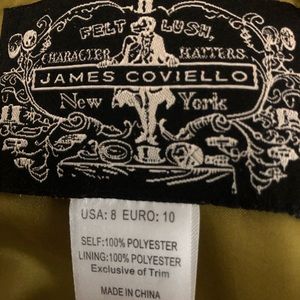 FELT LUSH
CHARACTER MATTERS
JAMES COVIELLO
New York
USA: 8 EURO: 10
SELF:100% POLYESTER
LINING:100% POLYESTER
Exclusive of Trim
MADE IN CHINA